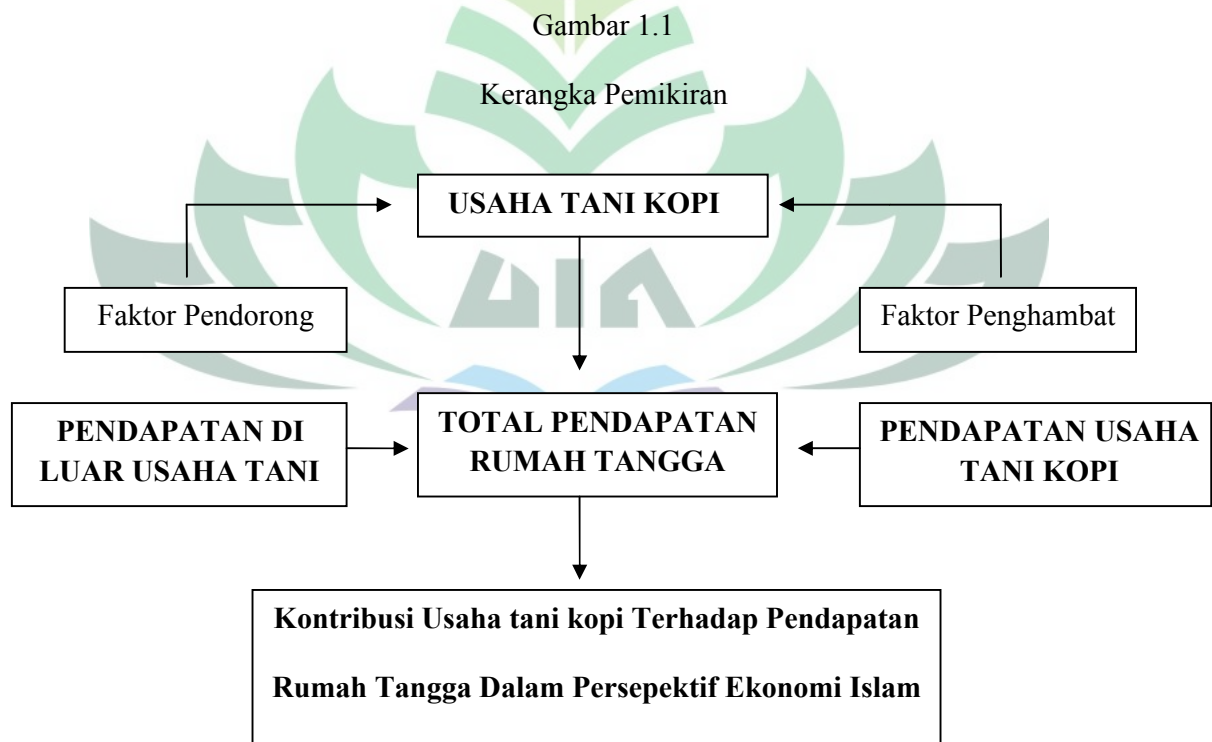 Gambar 1.1
Kerangka Pemikiran
USAHA TANI KOPI
Faktor Pendorong
Faktor Penghambat
PENDAPATAN DI
LUAR USAHA TANI
TOTAL PENDAPATAN
RUMAH TANGGA
PENDAPATAN USAHA
TANI KOPI
Kontribusi Usaha tani kopi Terhadap Pendapatan
Rumah Tangga Dalam Persepektif Ekonomi Islam